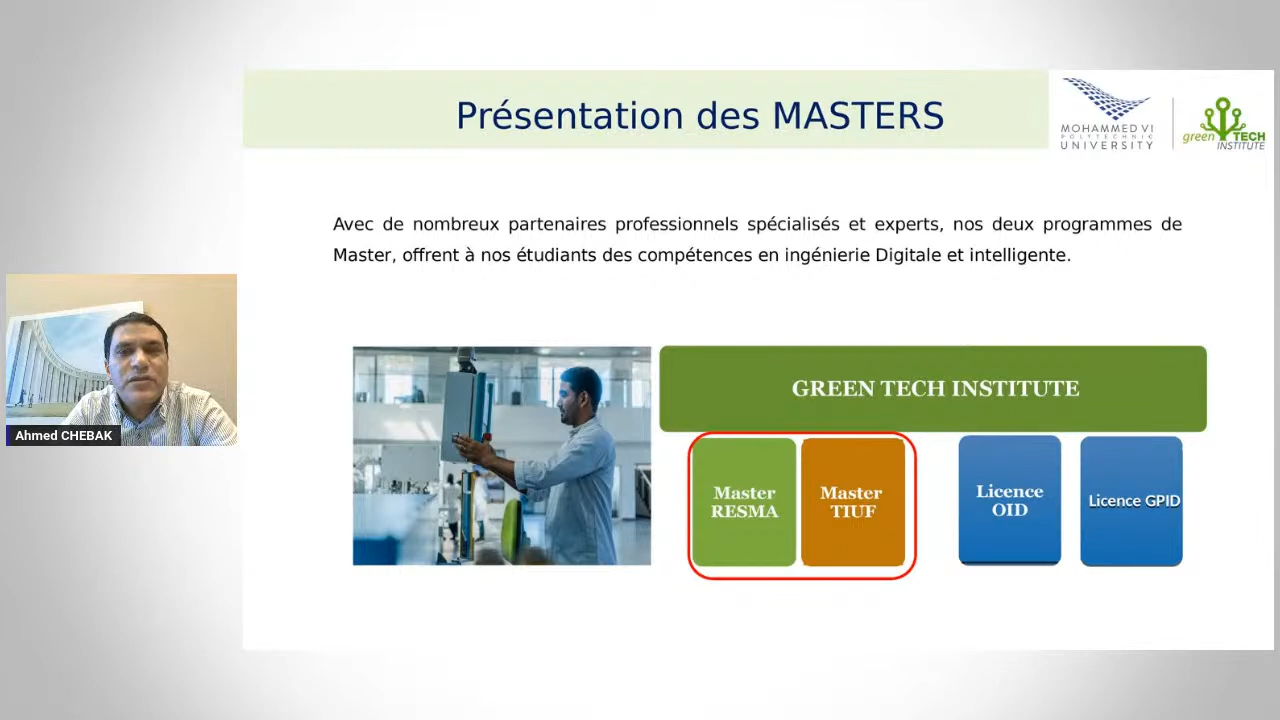 Présentation des MASTERS
MOHAMMED VI
POLYTECHNIC
UNIVERSITY
green TECH
INSTITUTE
Avec de nombreux partenaires professionnels spécialisés et experts, nos deux programmes de
Master, offrent à nos étudiants des compétences en ingénierie Digitale et intelligente.
Ahmed CHEBAK
GREEN TECH INSTITUTE
Master
RESMA
Master
TIUF
Licence
OID
Licence GPID